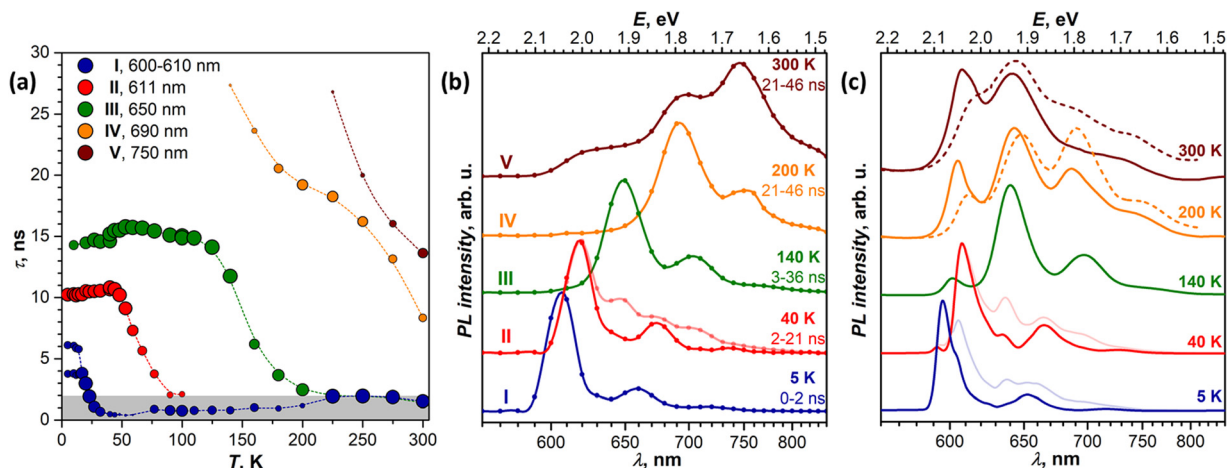 (a)
30
25
20
15
10
5
0
τ, ns
I, 600-610 nm
II, 611 nm
III, 650 nm
IV, 690 nm
V, 750 nm
0 50 100 150 200 250 300
T, K
(b)
E, eV
2.2 2.1 2.0 1.9 1.8 1.7 1.6 1.5
PL intensity, arb. u.
300 K
21-46 ns
V
200 K
21-46 ns
IV
140 K
3-36 ns
III
40 K
2-21 ns
II
5 K
0-2 ns
I
600 650 700 750 800
λ, nm
(c)
E, eV
2.2 2.1 2.0 1.9 1.8 1.7 1.6 1.5
PL intensity, arb. u.
300 K
200 K
140 K
40 K
5 K
600 650 700 750 800
λ, nm